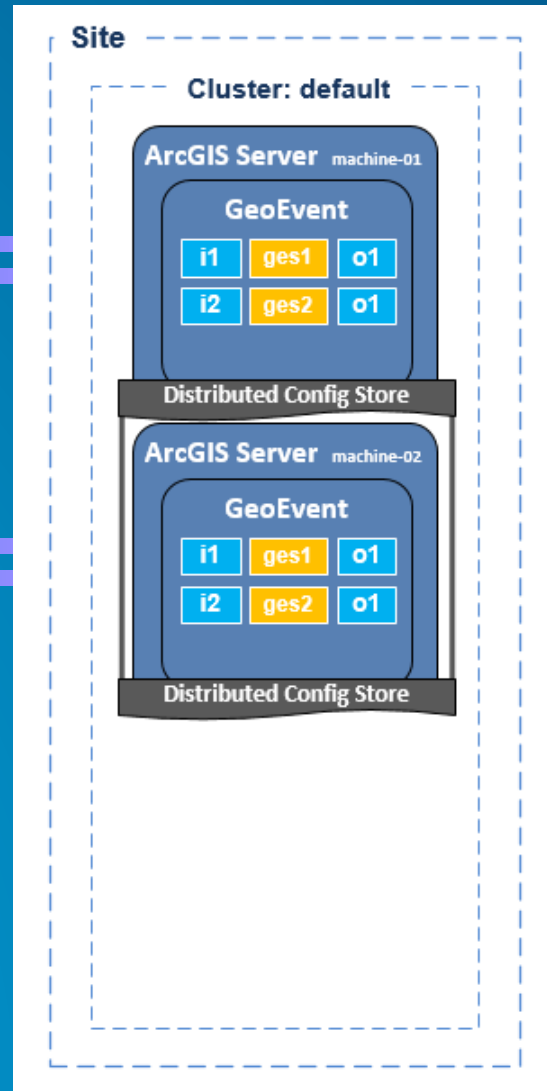 Site
Cluster: default
ArcGIS Server machine-01
GeoEvent
i1 ges1 o1
i2 ges2 o1
Distributed Config Store
ArcGIS Server machine-02
GeoEvent
i1 ges1 o1
i2 ges2 o1
Distributed Config Store